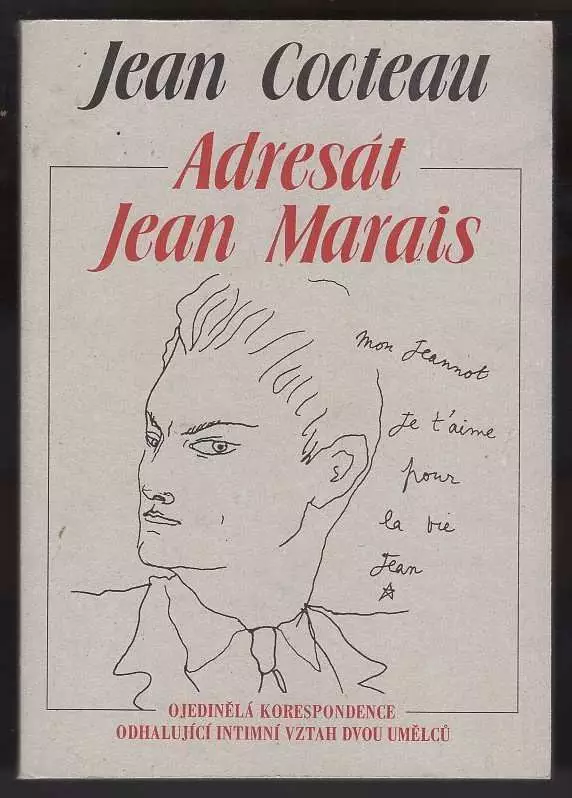 Jean Cocteau
Adresát
Jean Marais
mon Jeannot
Je t'aime
pour
la vie
Jean
OJEDINĚLÁ KORESPONDENCE
ODHALUJÍCÍ INTIMNÍ VZTAH DVOU UMĚLCŮ